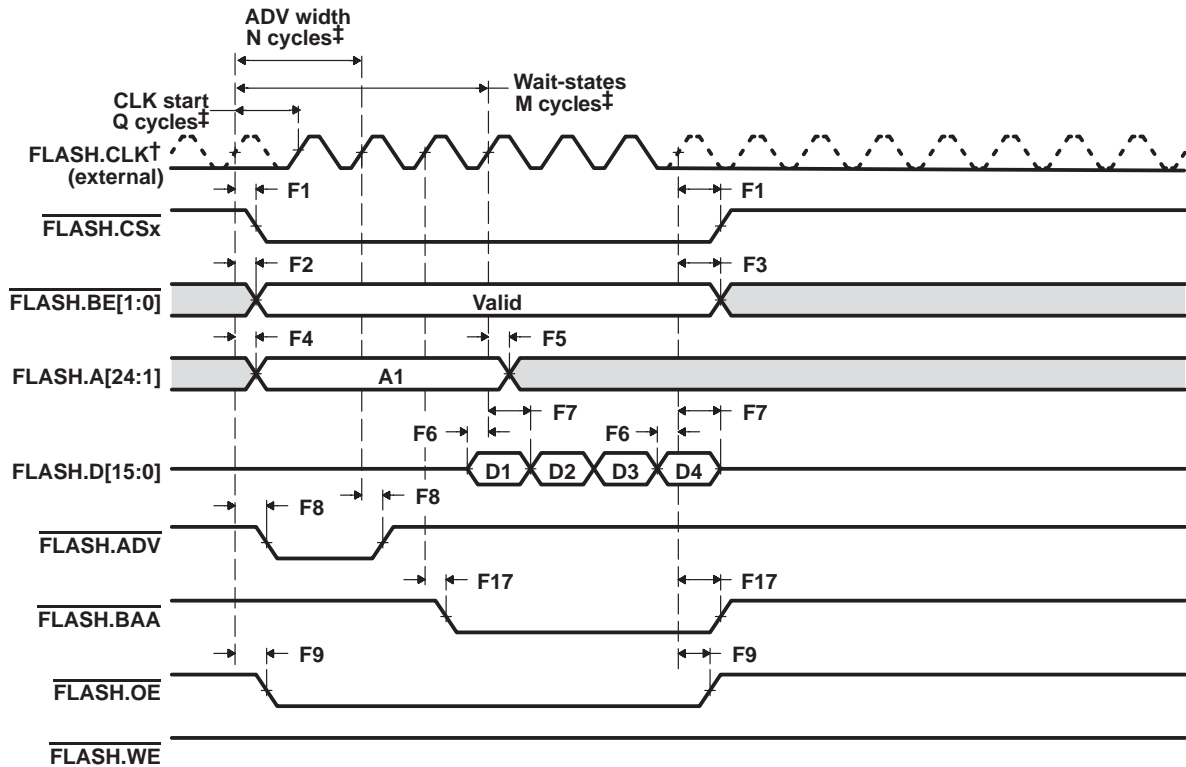 ADV width
N cycles‡
Wait-states
M cycles‡
CLK start
Q cycles‡
FLASH.CLK†
(external)
F1
F1
FLASH.CSx
F2
F3
FLASH.BE[1:0]
Valid
F4
F5
FLASH.A[24:1]
A1
F7
F7
F6
F6
FLASH.D[15:0]
D1
D2
D3
D4
F8
F8
FLASH.ADV
F17
F17
FLASH.BAA
F9
F9
FLASH.OE
FLASH.WE